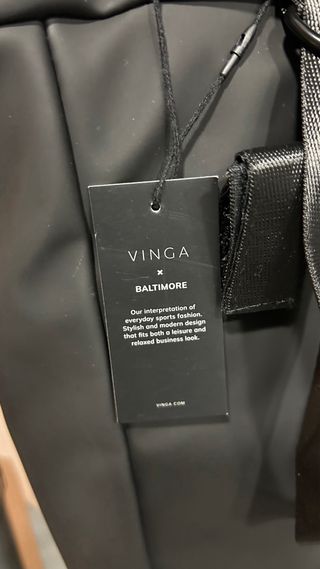 VINGA
×
BALTIMORE
Our interpretation of
everyday sports fashion.
Stylish and modern design
that fits both a leisure and
relaxed business look.
VINGA.COM